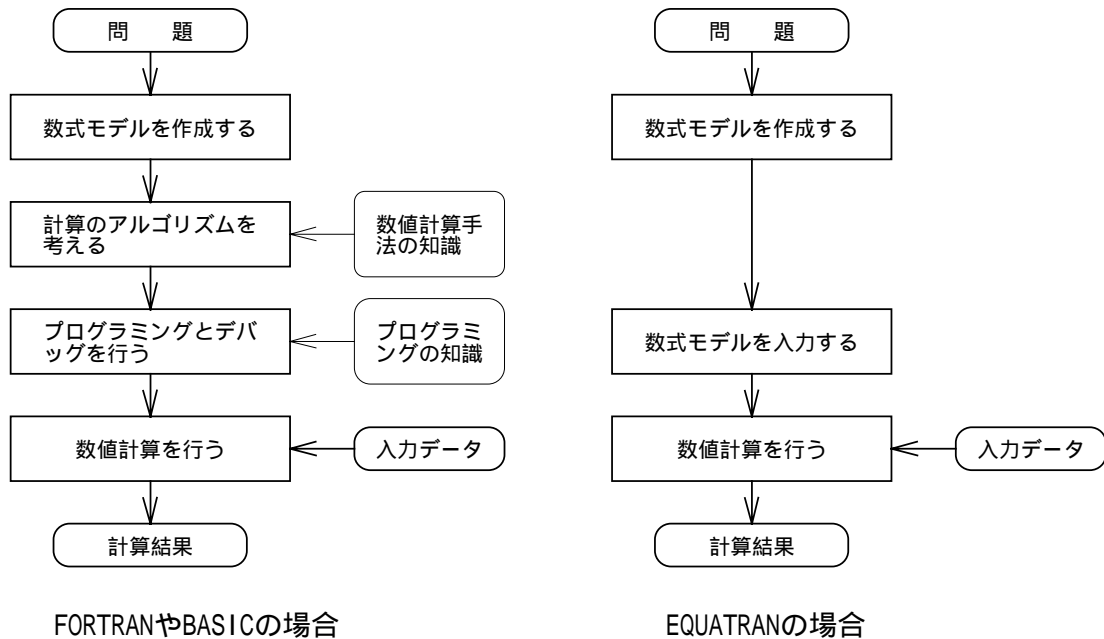 問　題
数式モデルを作成する
計算のアルゴリズムを
考える
数値計算手
法の知識
プログラミングとデバ
ッグを行う
プログラミ
ングの知識
数値計算を行う
入力データ
計算結果
FORTRANやBASICの場合
問　題
数式モデルを作成する
数式モデルを入力する
数値計算を行う
入力データ
計算結果
EQUATRANの場合